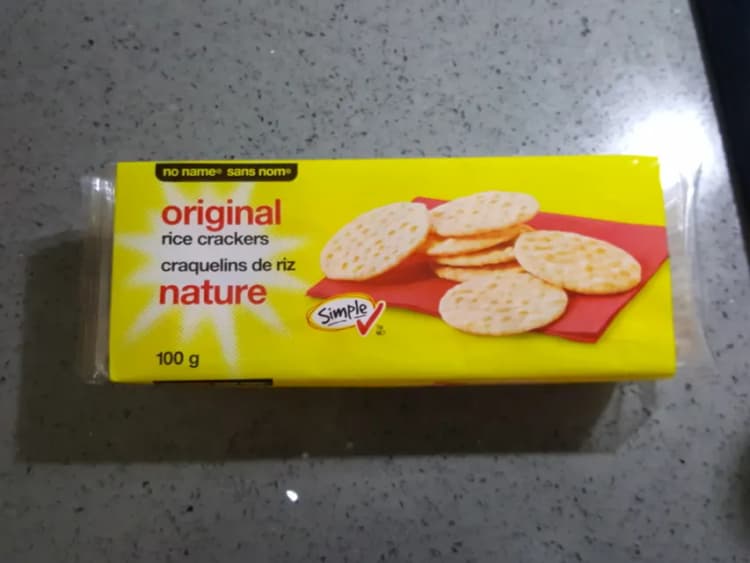 no name® sans nom®
original
rice crackers
craquelins de riz
nature
Simple
100 g